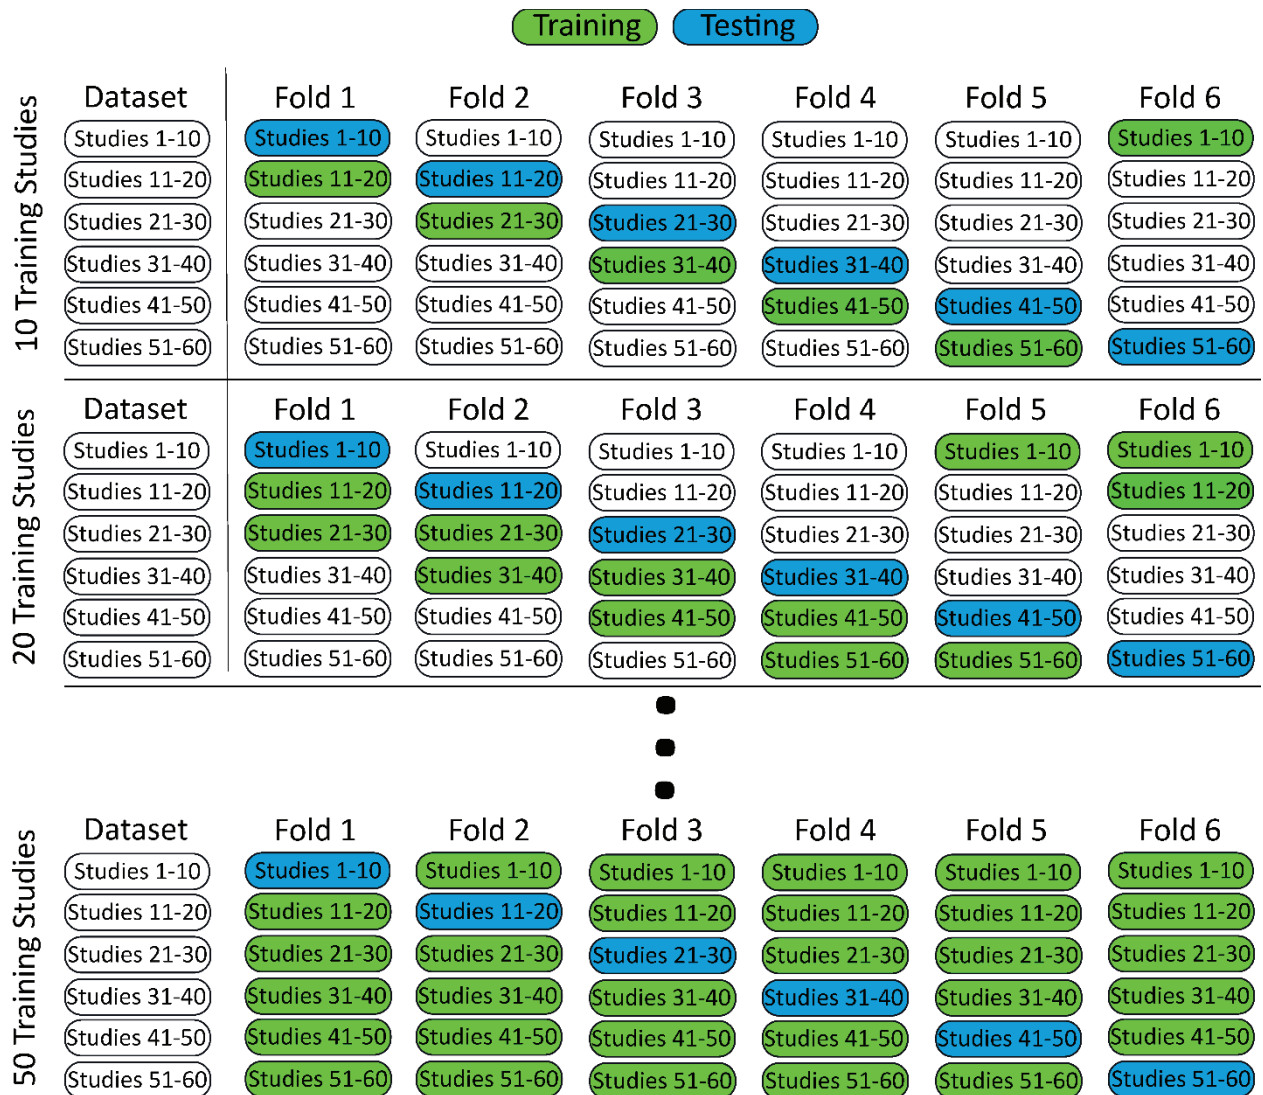 Training Testing
10 Training Studies
Dataset Fold 1 Fold 2 Fold 3 Fold 4 Fold 5 Fold 6
Studies 1-10 Studies 1-10 Studies 1-10 Studies 1-10 Studies 1-10 Studies 1-10 Studies 1-10
Studies 11-20 Studies 11-20 Studies 11-20 Studies 11-20 Studies 11-20 Studies 11-20 Studies 11-20
Studies 21-30 Studies 21-30 Studies 21-30 Studies 21-30 Studies 21-30 Studies 21-30 Studies 21-30
Studies 31-40 Studies 31-40 Studies 31-40 Studies 31-40 Studies 31-40 Studies 31-40 Studies 31-40
Studies 41-50 Studies 41-50 Studies 41-50 Studies 41-50 Studies 41-50 Studies 41-50 Studies 41-50
Studies 51-60 Studies 51-60 Studies 51-60 Studies 51-60 Studies 51-60 Studies 51-60 Studies 51-60
20 Training Studies
Dataset Fold 1 Fold 2 Fold 3 Fold 4 Fold 5 Fold 6
Studies 1-10 Studies 1-10 Studies 1-10 Studies 1-10 Studies 1-10 Studies 1-10 Studies 1-10
Studies 11-20 Studies 11-20 Studies 11-20 Studies 11-20 Studies 11-20 Studies 11-20 Studies 11-20
Studies 21-30 Studies 21-30 Studies 21-30 Studies 21-30 Studies 21-30 Studies 21-30 Studies 21-30
Studies 31-40 Studies 31-40 Studies 31-40 Studies 31-40 Studies 31-40 Studies 31-40 Studies 31-40
Studies 41-50 Studies 41-50 Studies 41-50 Studies 41-50 Studies 41-50 Studies 41-50 Studies 41-50
Studies 51-60 Studies 51-60 Studies 51-60 Studies 51-60 Studies 51-60 Studies 51-60 Studies 51-60
50 Training Studies
Dataset Fold 1 Fold 2 Fold 3 Fold 4 Fold 5 Fold 6
Studies 1-10 Studies 1-10 Studies 1-10 Studies 1-10 Studies 1-10 Studies 1-10 Studies 1-10
Studies 11-20 Studies 11-20 Studies 11-20 Studies 11-20 Studies 11-20 Studies 11-20 Studies 11-20
Studies 21-30 Studies 21-30 Studies 21-30 Studies 21-30 Studies 21-30 Studies 21-30 Studies 21-30
Studies 31-40 Studies 31-40 Studies 31-40 Studies 31-40 Studies 31-40 Studies 31-40 Studies 31-40
Studies 41-50 Studies 41-50 Studies 41-50 Studies 41-50 Studies 41-50 Studies 41-50 Studies 41-50
Studies 51-60 Studies 51-60 Studies 51-60 Studies 51-60 Studies 51-60 Studies 51-60 Studies 51-60